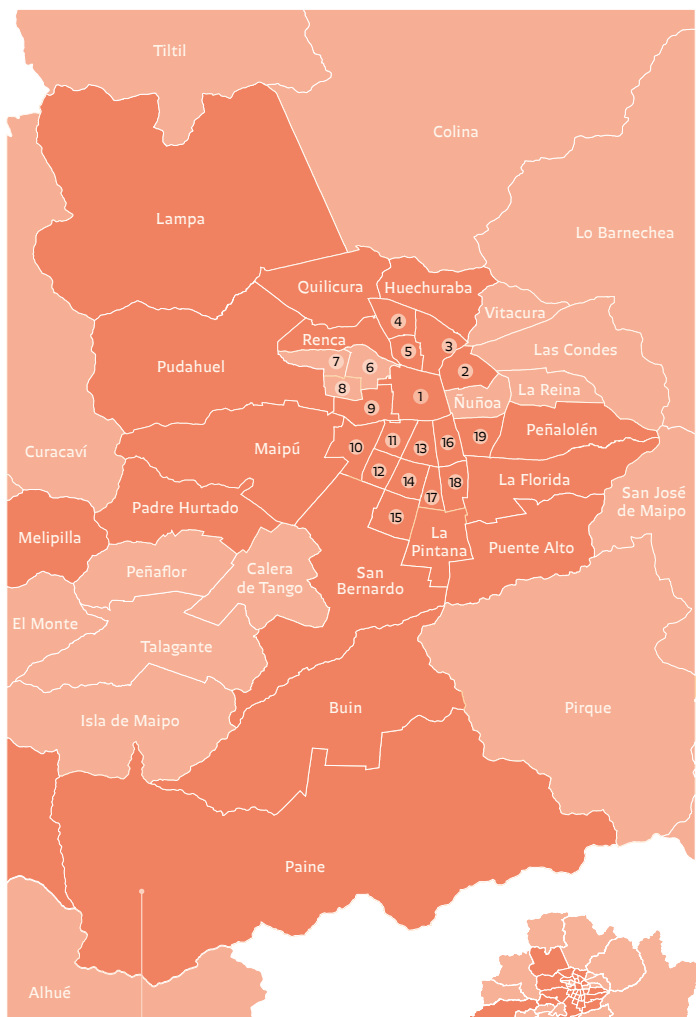 Tiltil
Colina
Lampa
Lo Barnechea
Quilicura
Huechuraba
Vitacura
4
Renca
5
3
Las Condes
7
6
Pudahuel
2
8
La Reina
1
Ñuñoa
9
Peñalolén
19
16
11
10
13
Maipú
Curacaví
12
14
18
La Florida
17
San José
de Maipo
Padre Hurtado
15
Melipilla
La
Pintana
Puente Alto
Peñaflor
Calera
de Tango
San
Bernardo
El Monte
Talagante
Buin
Pirque
Isla de Maipo
Paine
Alhué